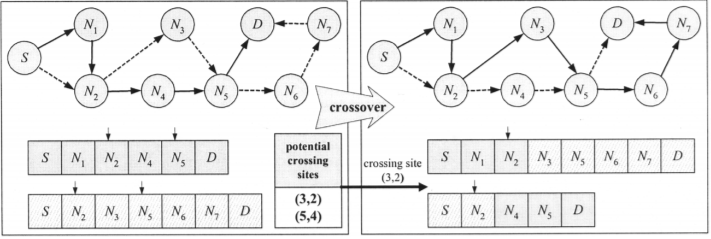 N1 N3 D N7
S
N2 N4 N5 N6
S N1 N2 N4 N5 D
S N2 N3 N5 N6 N7 D
potential
crossing
sites
(3,2)
(5,4)
crossover
crossing site
(3,2)
N1 N3 D N7
S
N2 N4 N5 N6
S N1 N2 N3 N5 N6 N7 D
S N2 N4 N5 D